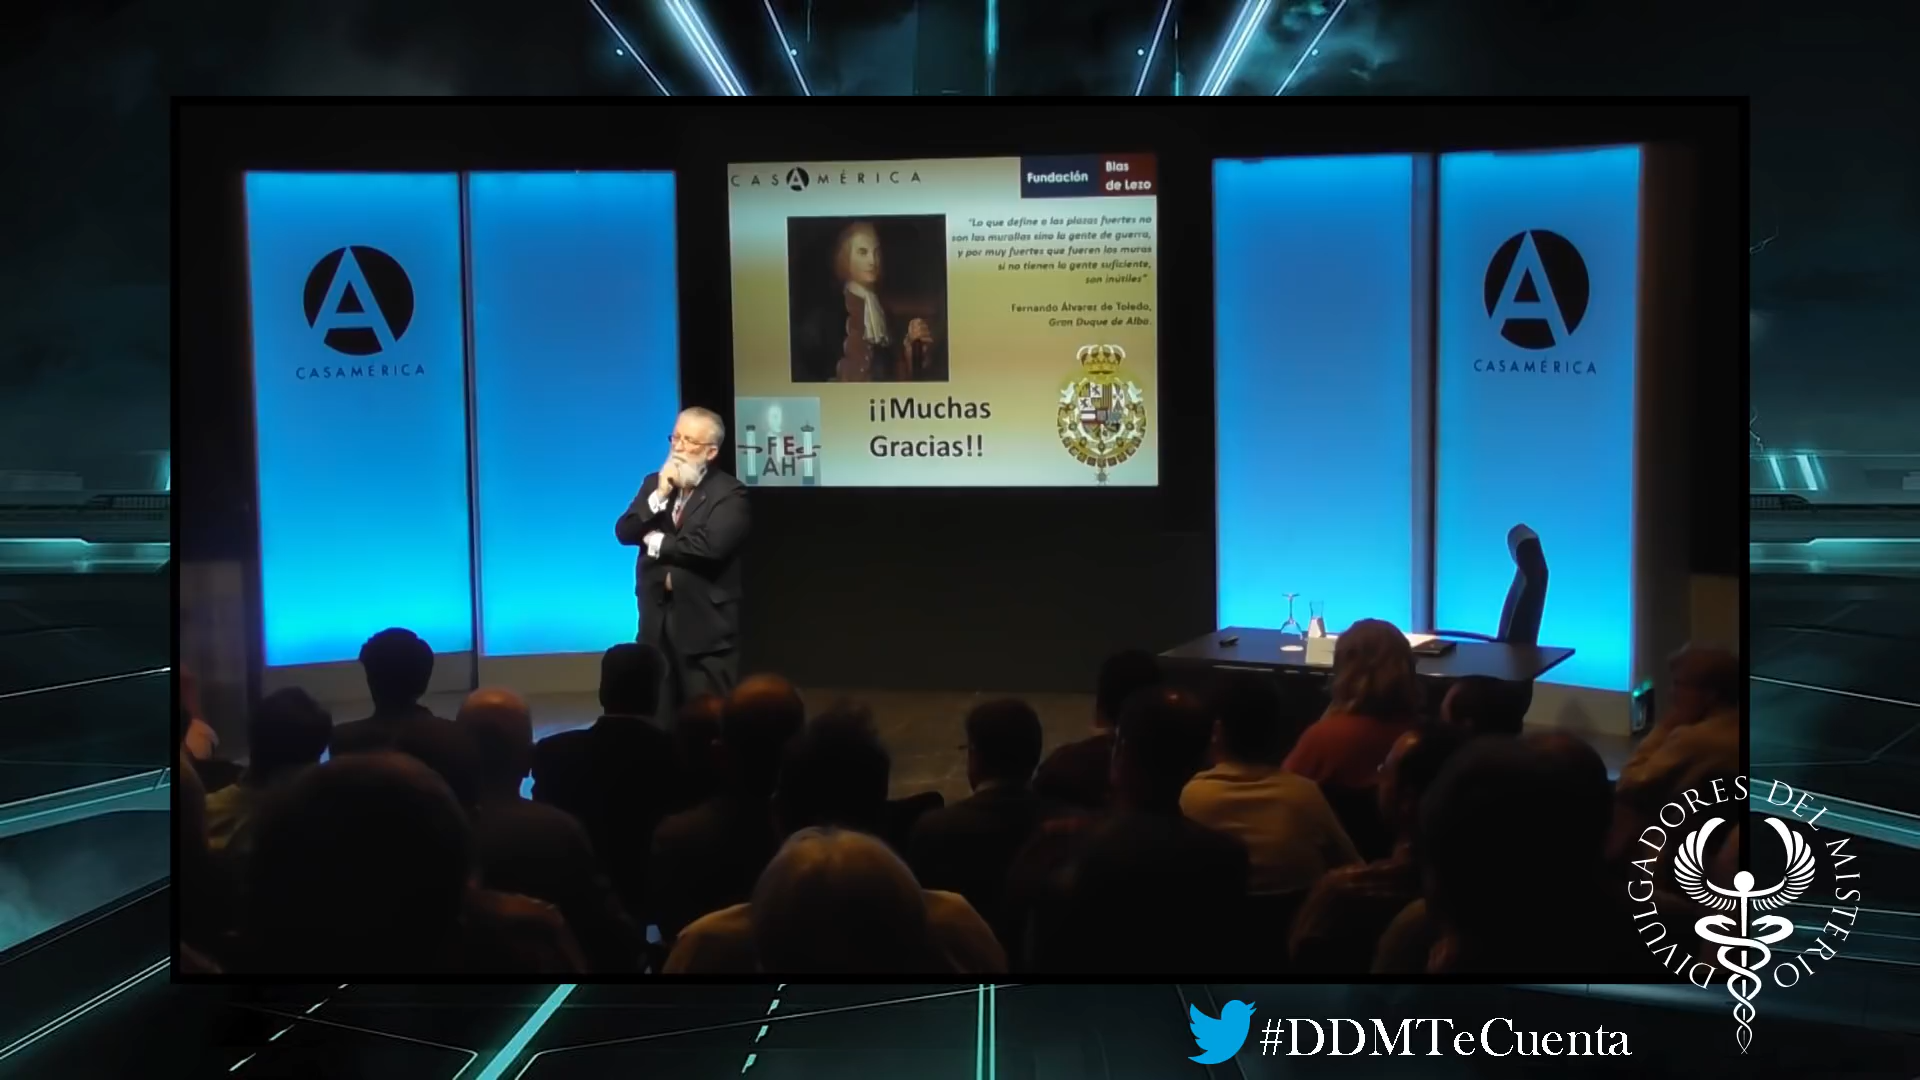 CASAMÉRICA
Fundación
Blas
de Lezo
"Lo que define a las plazas fuertes no
son las murallas sino la gente de guerra,
y por muy fuertes que fueren los muros
si no tienen la gente suficiente,
son inútiles"
Fernando Álvarez de Toledo,
Gran Duque de Alba.
¡¡Muchas
Gracias!!
FE
AH
A
CASAMÉRICA
A
CASAMÉRICA
DIVULGADORES DEL MISTERIO
#DDMTeCuenta